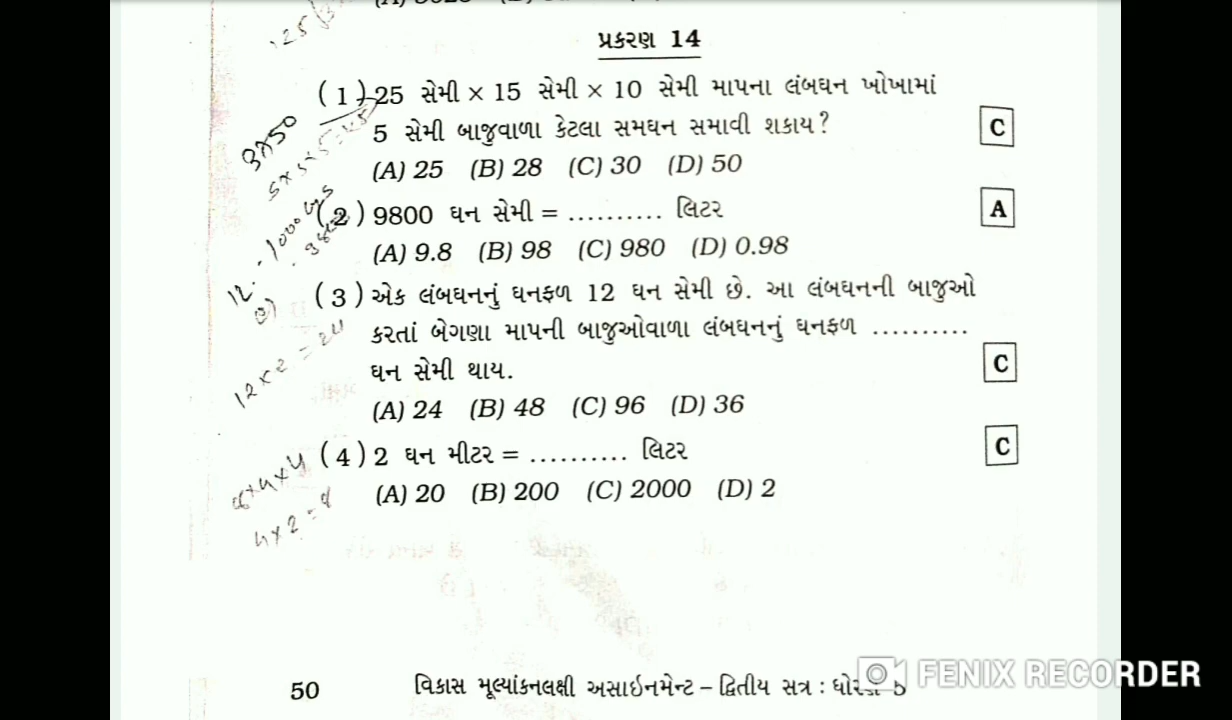 પ્રકરણ 14
(1) 25 સેમી × 15 સેમી × 10 સેમી માપના લંબઘન ખોખામાં
5 સેમી બાજુવાળા કેટલા સમઘન સમાવી શકાય? C
(A) 25 (B) 28 (C) 30 (D) 50
(2) 9800 ઘન સેમી = .......... લિટર A
(A) 9.8 (B) 98 (C) 980 (D) 0.98
(3) એક લંબઘનનું ઘનફળ 12 ઘન સેમી છે. આ લંબઘનની બાજુઓ
કરતાં બેગણા માપની બાજુઓવાળા લંબઘનનું ઘનફળ ..........
ઘન સેમી થાય. C
(A) 24 (B) 48 (C) 96 (D) 36
(4) 2 ઘન મીટર = .......... લિટર C
(A) 20 (B) 200 (C) 2000 (D) 2
50 વિકાસ મૂલ્યાંકનલક્ષી અસાઇનમેન્ટ – દ્વિતીય સત્ર :
FENIX RECORDER